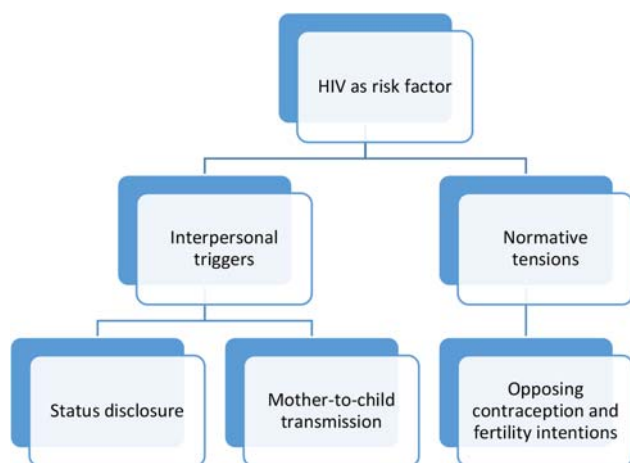 HIV as risk factor
Interpersonal
triggers
Normative
tensions
Status disclosure
Mother-to-child
transmission
Opposing
contraception and
fertility intentions